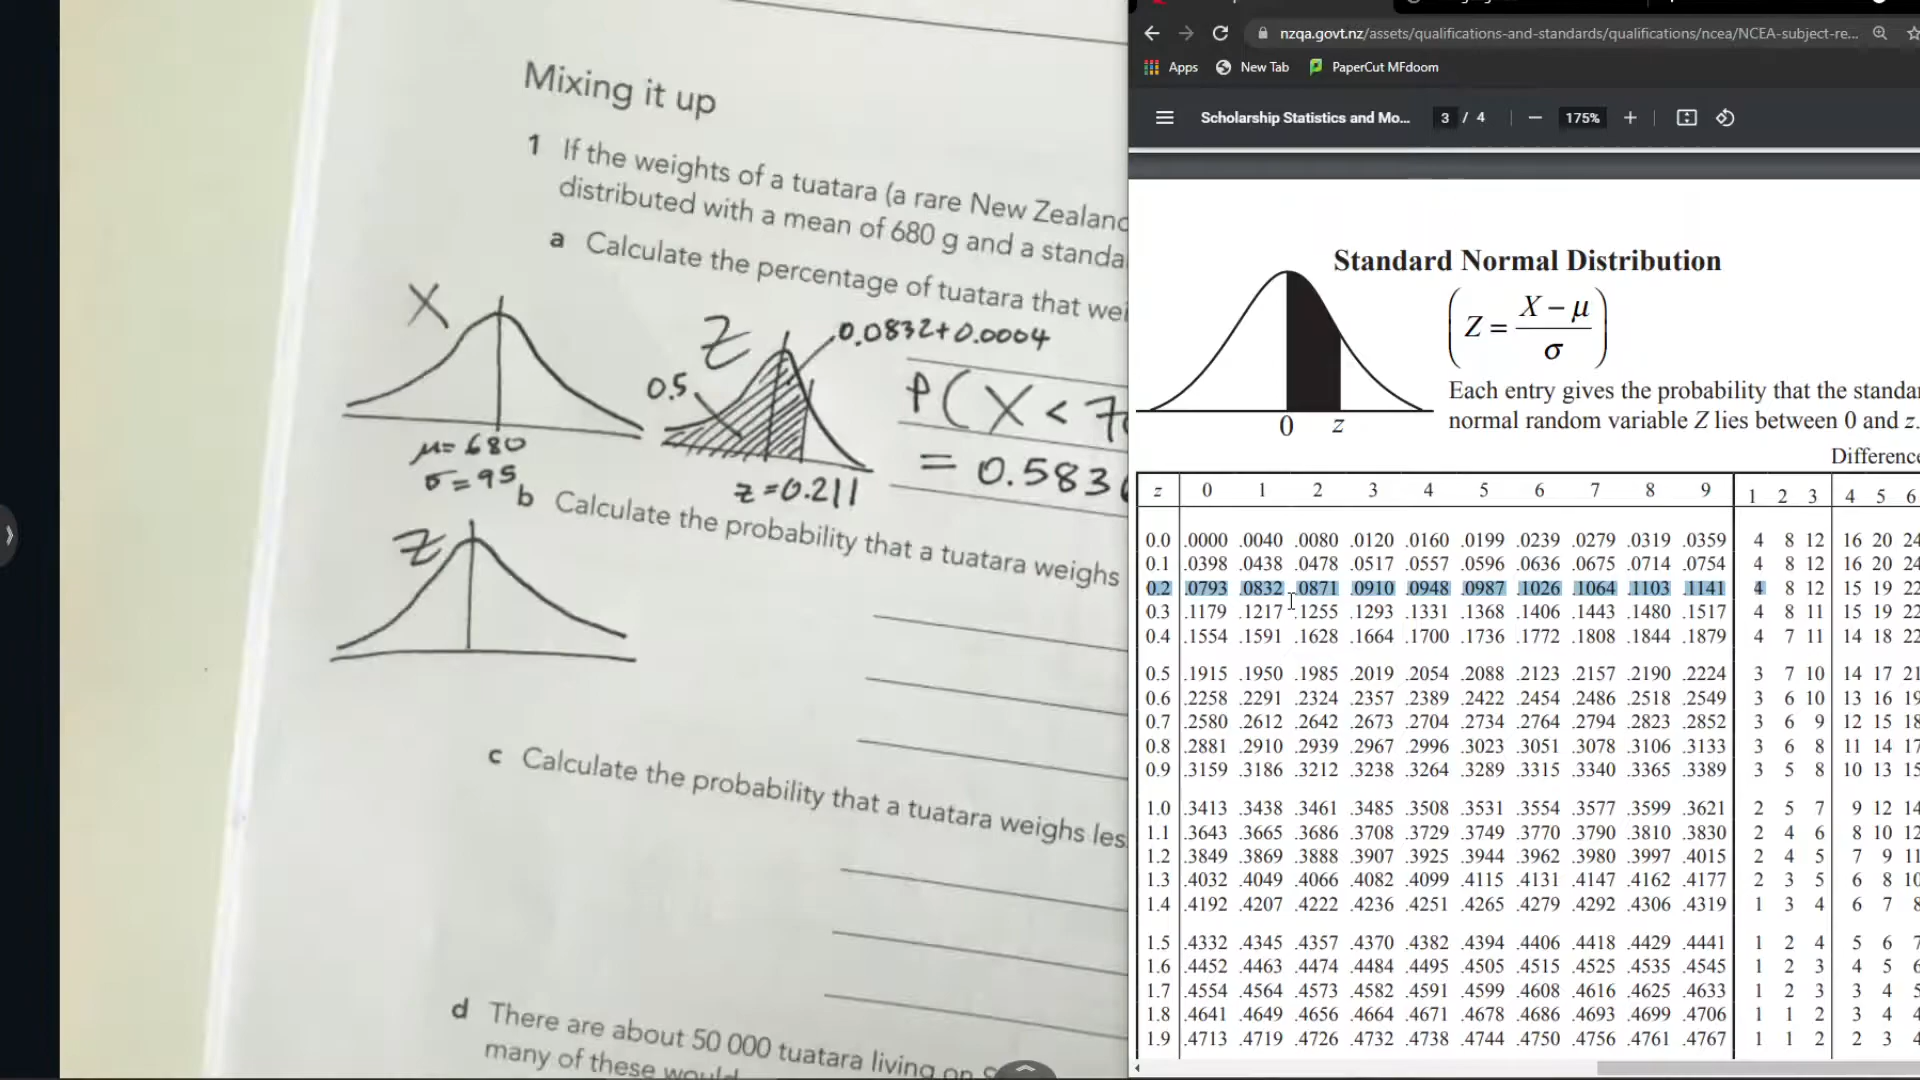 Mixing it up
1 If the weights of a tuatara (a rare New Zealand
distributed with a mean of 680 g and a standa
a Calculate the percentage of tuatara that wei
X
μ=680
σ=95
Z
0.0832+0.0004
0.5
z=0.211
P(X<7
=0.583
b Calculate the probability that a tuatara weighs
Z
c Calculate the probability that a tuatara weighs les
d There are about 50 000 tuatara living on
many of these would
nzqa.govt.nz/assets/qualifications-and-standards/qualifications/ncea/NCEA-subject-re...
Apps New Tab PaperCut MFdoom
Scholarship Statistics and Mo... 3 / 4 − 175% +
Standard Normal Distribution
(Z = X − μ / σ)
Each entry gives the probability that the standar
normal random variable Z lies between 0 and z.
0 z
Difference
z 0 1 2 3 4 5 6 7 8 9 1 2 3 4 5 6
0.0 .0000 .0040 .0080 .0120 .0160 .0199 .0239 .0279 .0319 .0359 4 8 12 16 20 24
0.1 .0398 .0438 .0478 .0517 .0557 .0596 .0636 .0675 .0714 .0754 4 8 12 16 20 24
0.2 .0793 .0832 .0871 .0910 .0948 .0987 .1026 .1064 .1103 .1141 4 8 12 15 19 22
0.3 .1179 .1217 .1255 .1293 .1331 .1368 .1406 .1443 .1480 .1517 4 8 11 15 19 22
0.4 .1554 .1591 .1628 .1664 .1700 .1736 .1772 .1808 .1844 .1879 4 7 11 14 18 22
0.5 .1915 .1950 .1985 .2019 .2054 .2088 .2123 .2157 .2190 .2224 3 7 10 14 17 21
0.6 .2258 .2291 .2324 .2357 .2389 .2422 .2454 .2486 .2518 .2549 3 6 10 13 16 19
0.7 .2580 .2612 .2642 .2673 .2704 .2734 .2764 .2794 .2823 .2852 3 6 9 12 15 18
0.8 .2881 .2910 .2939 .2967 .2996 .3023 .3051 .3078 .3106 .3133 3 6 8 11 14 17
0.9 .3159 .3186 .3212 .3238 .3264 .3289 .3315 .3340 .3365 .3389 3 5 8 10 13 15
1.0 .3413 .3438 .3461 .3485 .3508 .3531 .3554 .3577 .3599 .3621 2 5 7 9 12 14
1.1 .3643 .3665 .3686 .3708 .3729 .3749 .3770 .3790 .3810 .3830 2 4 6 8 10 12
1.2 .3849 .3869 .3888 .3907 .3925 .3944 .3962 .3980 .3997 .4015 2 4 5 7 9 11
1.3 .4032 .4049 .4066 .4082 .4099 .4115 .4131 .4147 .4162 .4177 2 3 5 6 8 10
1.4 .4192 .4207 .4222 .4236 .4251 .4265 .4279 .4292 .4306 .4319 1 3 4 6 7 8
1.5 .4332 .4345 .4357 .4370 .4382 .4394 .4406 .4418 .4429 .4441 1 2 4 5 6 7
1.6 .4452 .4463 .4474 .4484 .4495 .4505 .4515 .4525 .4535 .4545 1 2 3 4 5 6
1.7 .4554 .4564 .4573 .4582 .4591 .4599 .4608 .4616 .4625 .4633 1 2 3 3 4 5
1.8 .4641 .4649 .4656 .4664 .4671 .4678 .4686 .4693 .4699 .4706 1 1 2 3 4 4
1.9 .4713 .4719 .4726 .4732 .4738 .4744 .4750 .4756 .4761 .4767 1 1 2 2 3 4